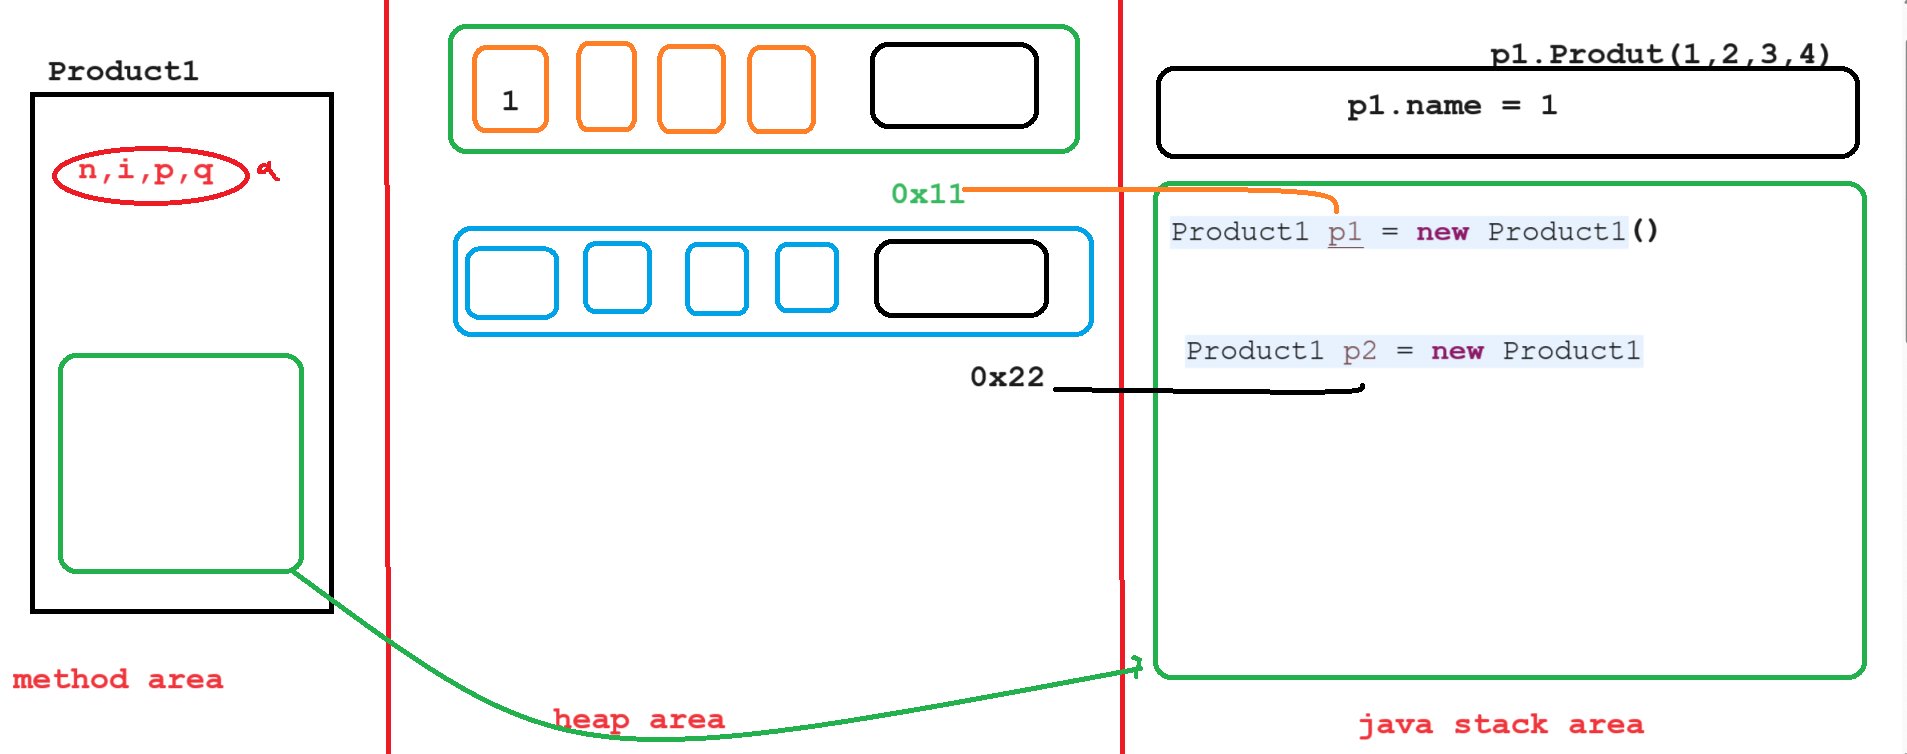 Product1
n,i,p,q
a
method area
1
0x11
0x22
heap area
p1.Produt(1,2,3,4)
p1.name = 1
Product1 p1 = new Product1()
Product1 p2 = new Product1
java stack area